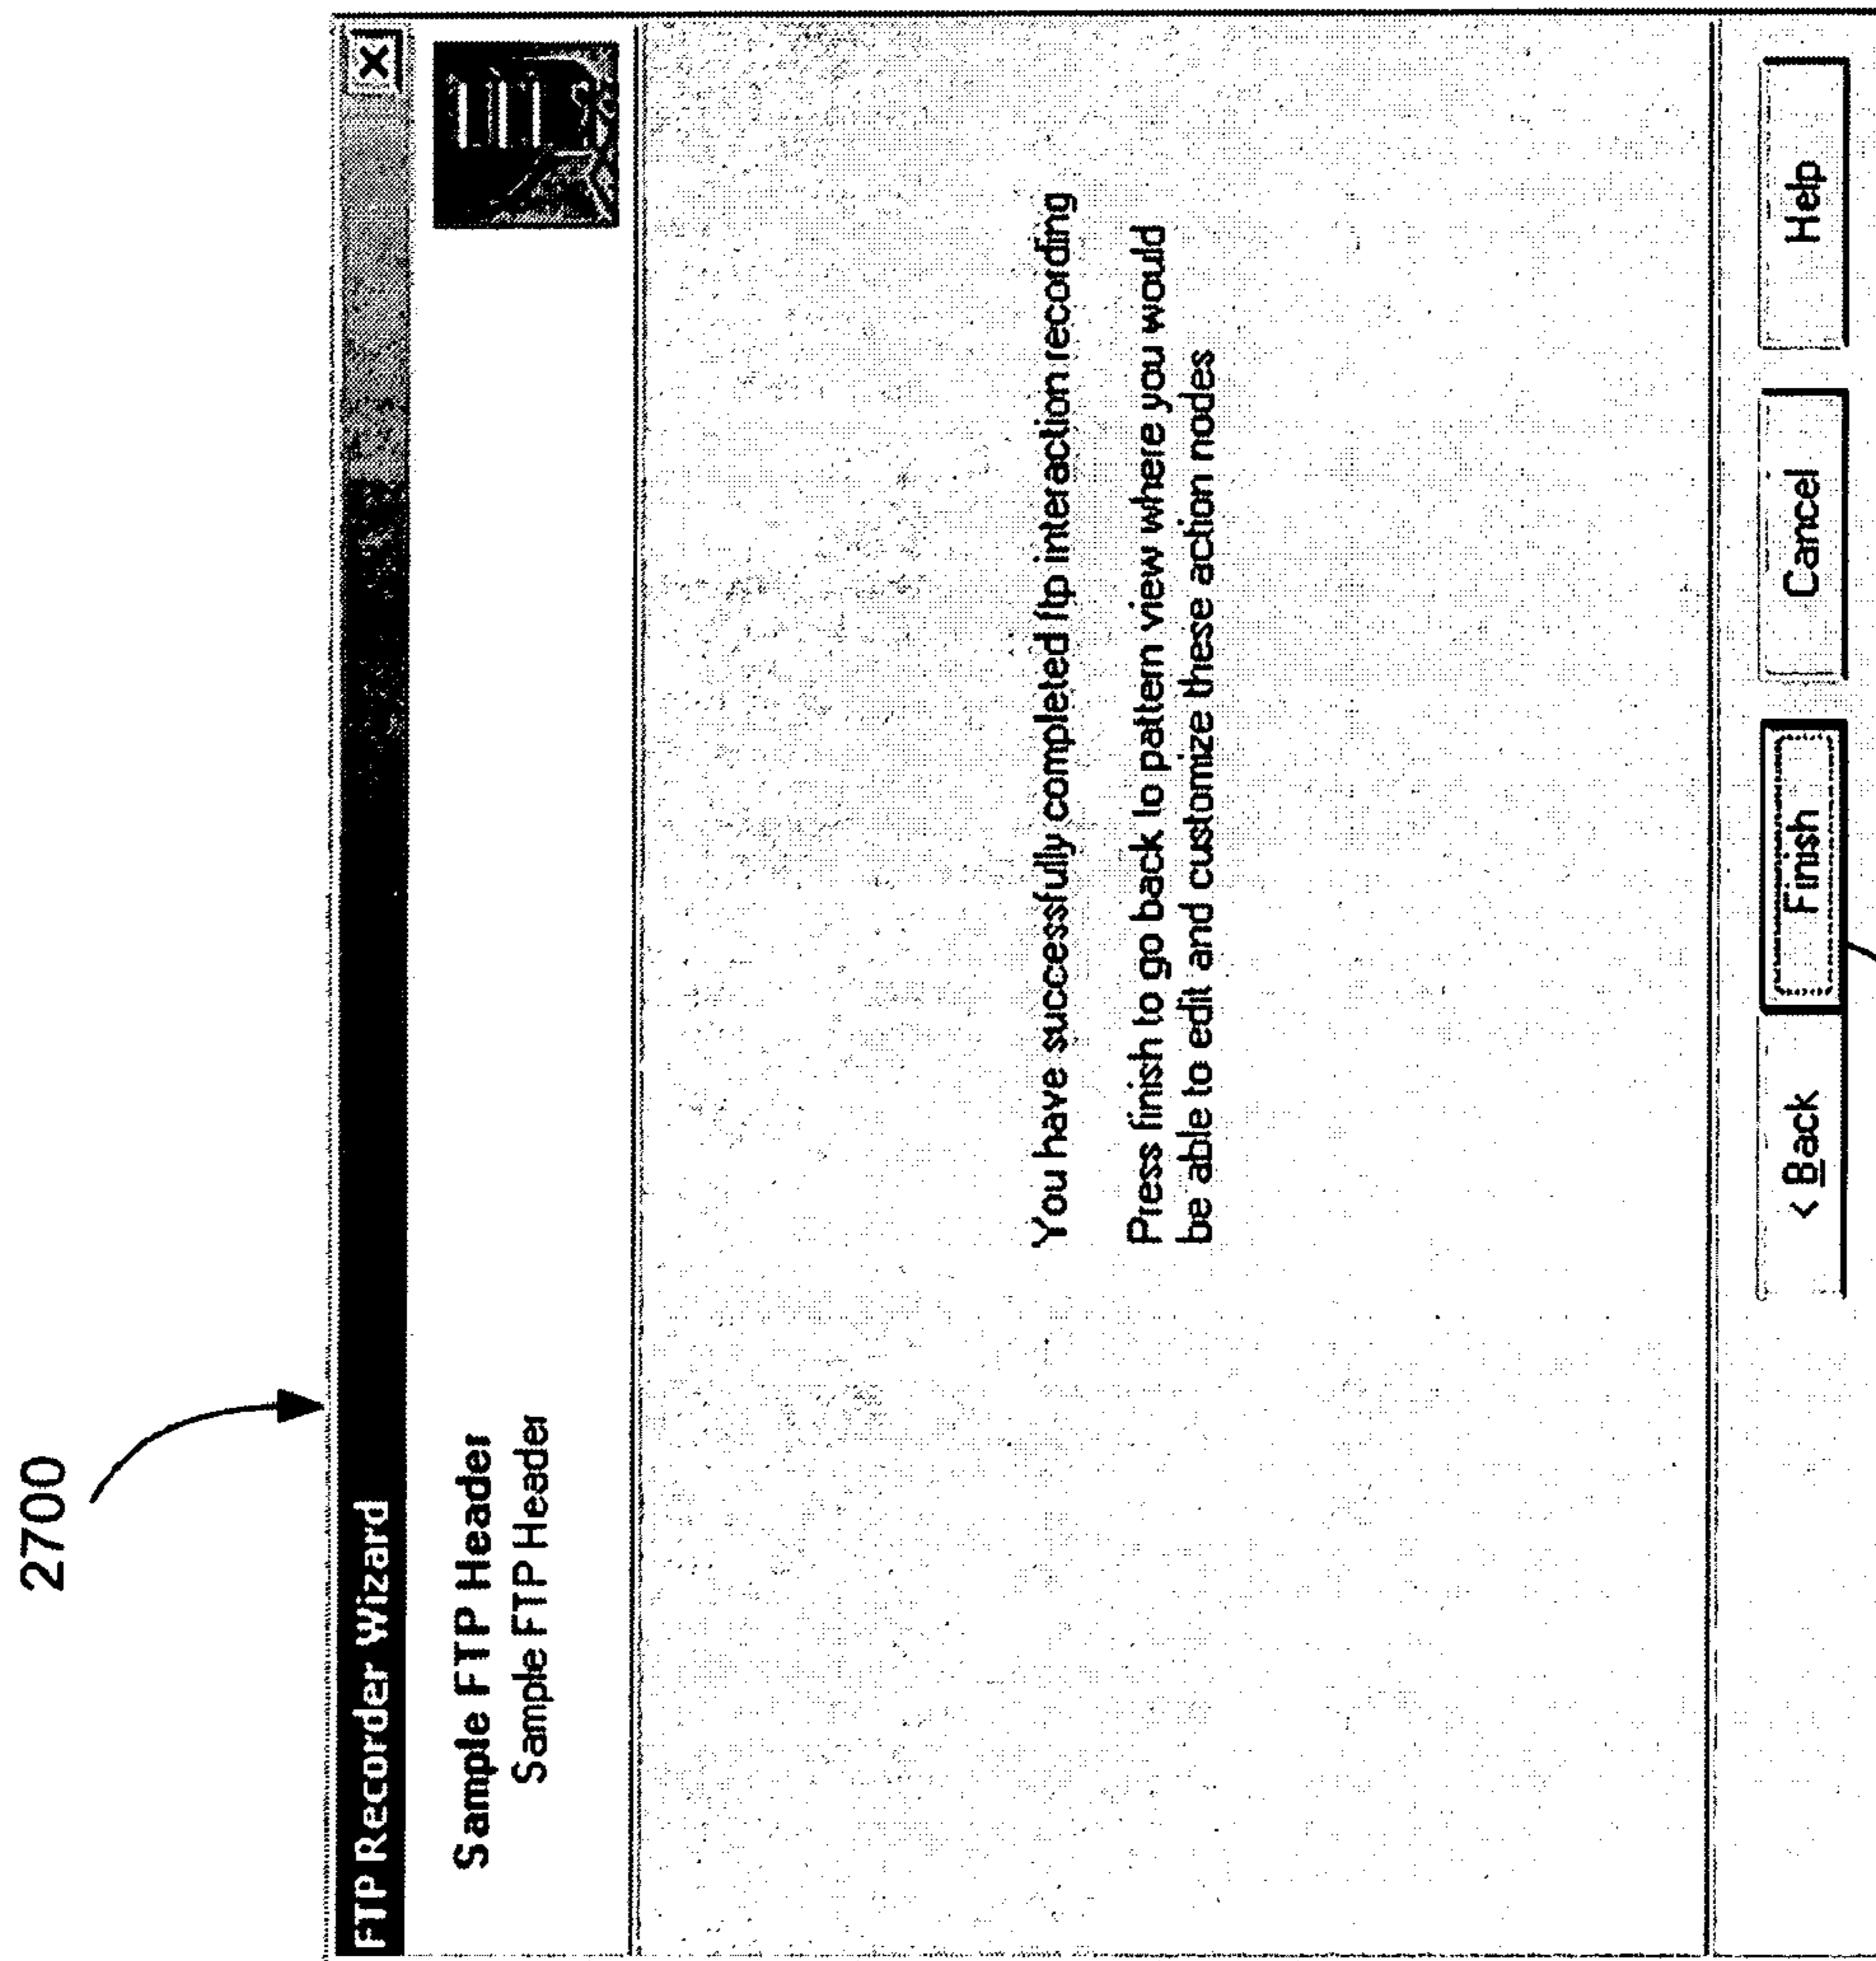 2700
FTP Recorder Wizard
Sample FTP Header
Sample FTP Header
You have successfully completed ftp interaction recording
Press finish to go back to pattern view where you would
be able to edit and customize these action nodes
< Back
Finish
Cancel
Help